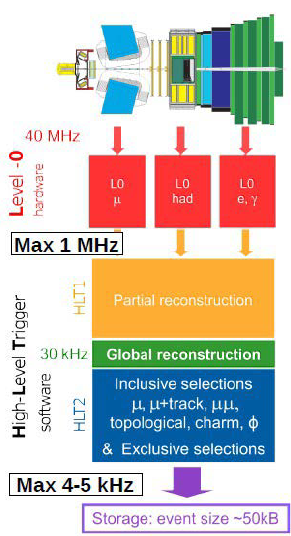 40 MHz
Level -0
hardware
L0
μ
L0
had
L0
e, γ
Max 1 MHz
High-Level Trigger
software
HLT1
Partial reconstruction
30 kHz
Global reconstruction
HLT2
Inclusive selections
μ, μ+track, μμ,
topological, charm, ϕ
& Exclusive selections
Max 4-5 kHz
Storage: event size ~50kB